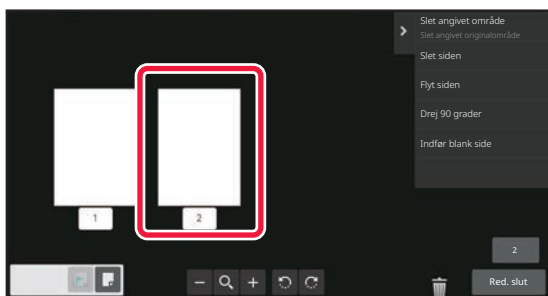 Slet angivet område
Slet angivet originalområde
Slet siden
Flyt siden
Drej 90 grader
Indfør blank side
1
2
2
Red. slut